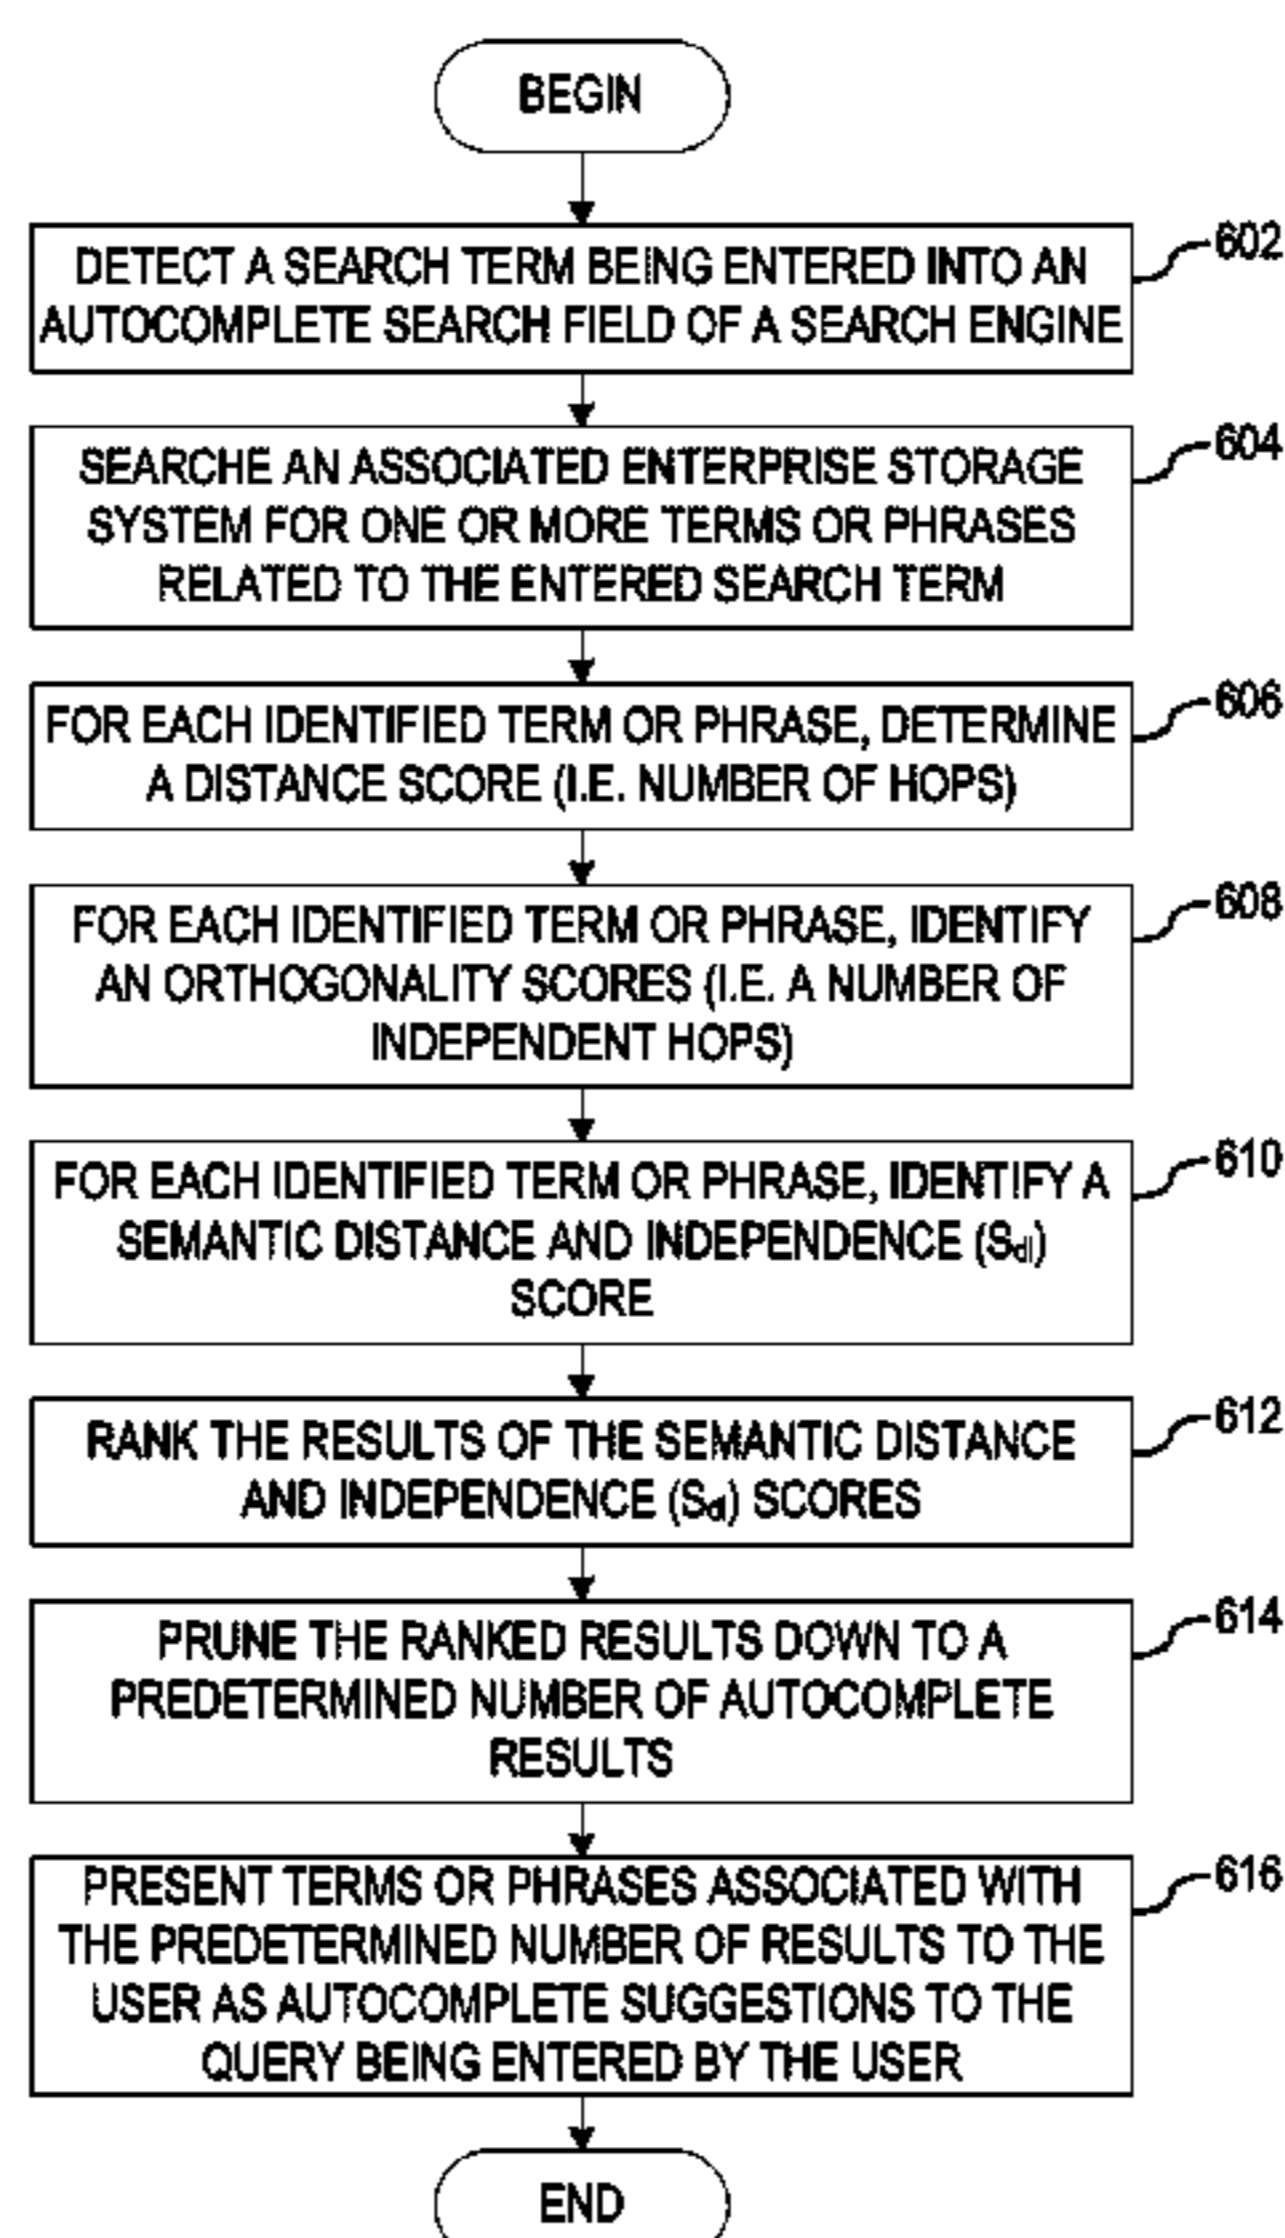 BEGIN
DETECT A SEARCH TERM BEING ENTERED INTO AN
AUTOCOMPLETE SEARCH FIELD OF A SEARCH ENGINE
602
SEARCHE AN ASSOCIATED ENTERPRISE STORAGE
SYSTEM FOR ONE OR MORE TERMS OR PHRASES
RELATED TO THE ENTERED SEARCH TERM
604
FOR EACH IDENTIFIED TERM OR PHRASE, DETERMINE
A DISTANCE SCORE (I.E. NUMBER OF HOPS)
606
FOR EACH IDENTIFIED TERM OR PHRASE, IDENTIFY
AN ORTHOGONALITY SCORES (I.E. A NUMBER OF
INDEPENDENT HOPS)
608
FOR EACH IDENTIFIED TERM OR PHRASE, IDENTIFY A
SEMANTIC DISTANCE AND INDEPENDENCE (SdI)
SCORE
610
RANK THE RESULTS OF THE SEMANTIC DISTANCE
AND INDEPENDENCE (SdI) SCORES
612
PRUNE THE RANKED RESULTS DOWN TO A
PREDETERMINED NUMBER OF AUTOCOMPLETE
RESULTS
614
PRESENT TERMS OR PHRASES ASSOCIATED WITH
THE PREDETERMINED NUMBER OF RESULTS TO THE
USER AS AUTOCOMPLETE SUGGESTIONS TO THE
QUERY BEING ENTERED BY THE USER
616
END